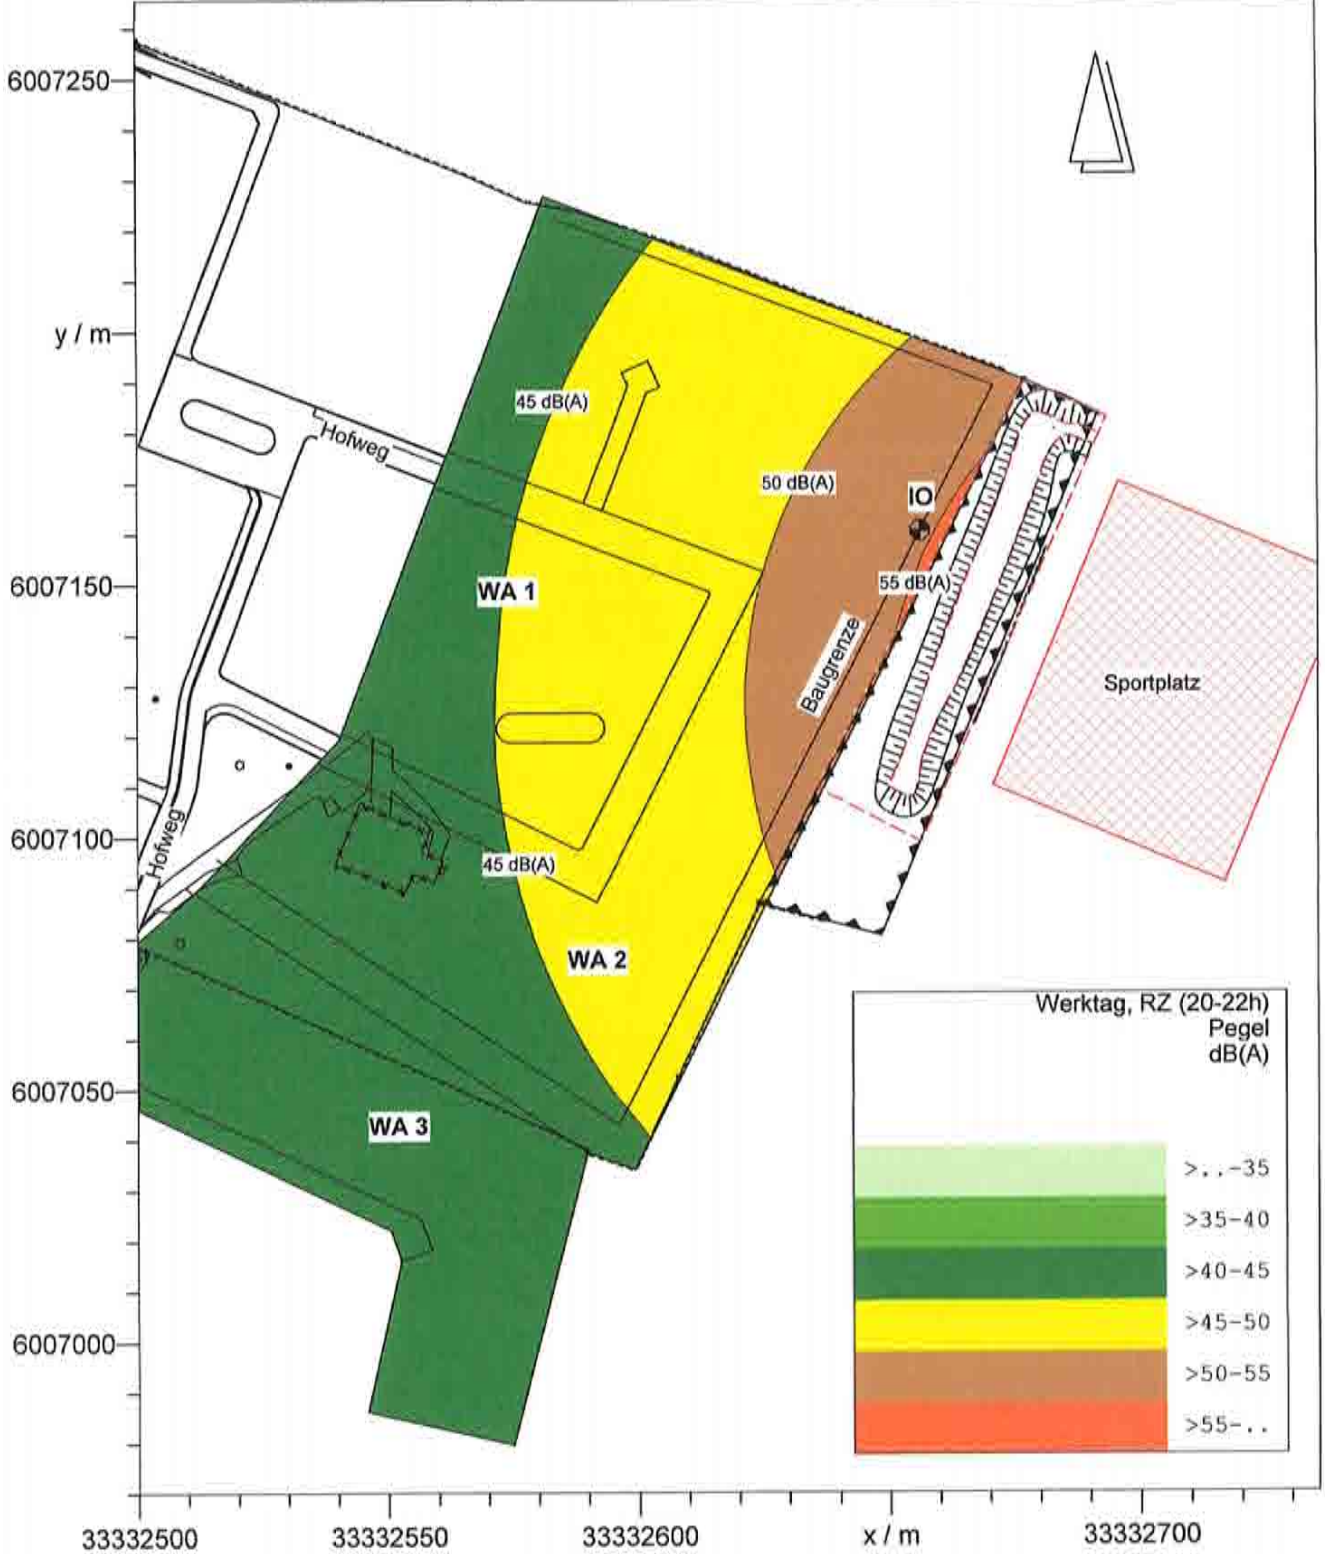 6007250
y / m
45 dB(A)
Hofweg
50 dB(A)
IO
6007150
55 dB(A)
WA 1
Baugrenze
Sportplatz
6007100
Hofweg
45 dB(A)
WA 2
Werktag, RZ (20-22h)
Pegel
dB(A)
6007050
WA 3
>..-35
>35-40
>40-45
>45-50
>50-55
>55-..
6007000
33332500
33332550
33332600
x / m
33332700